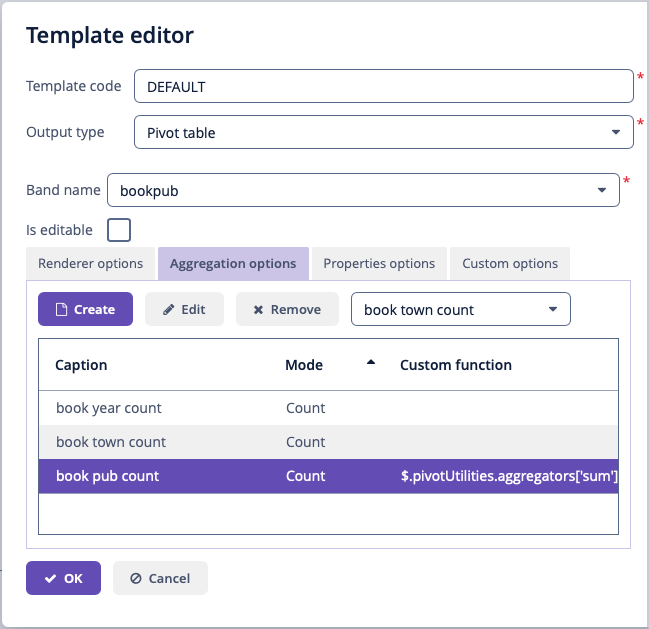 Template editor
Template code DEFAULT *
Output type Pivot table *
Band name bookpub *
Is editable
Renderer options Aggregation options Properties options Custom options
Create Edit Remove book town count
Caption Mode Custom function
book year count Count
book town count Count
book pub count Count $.pivotUtilities.aggregators['sum']
OK Cancel